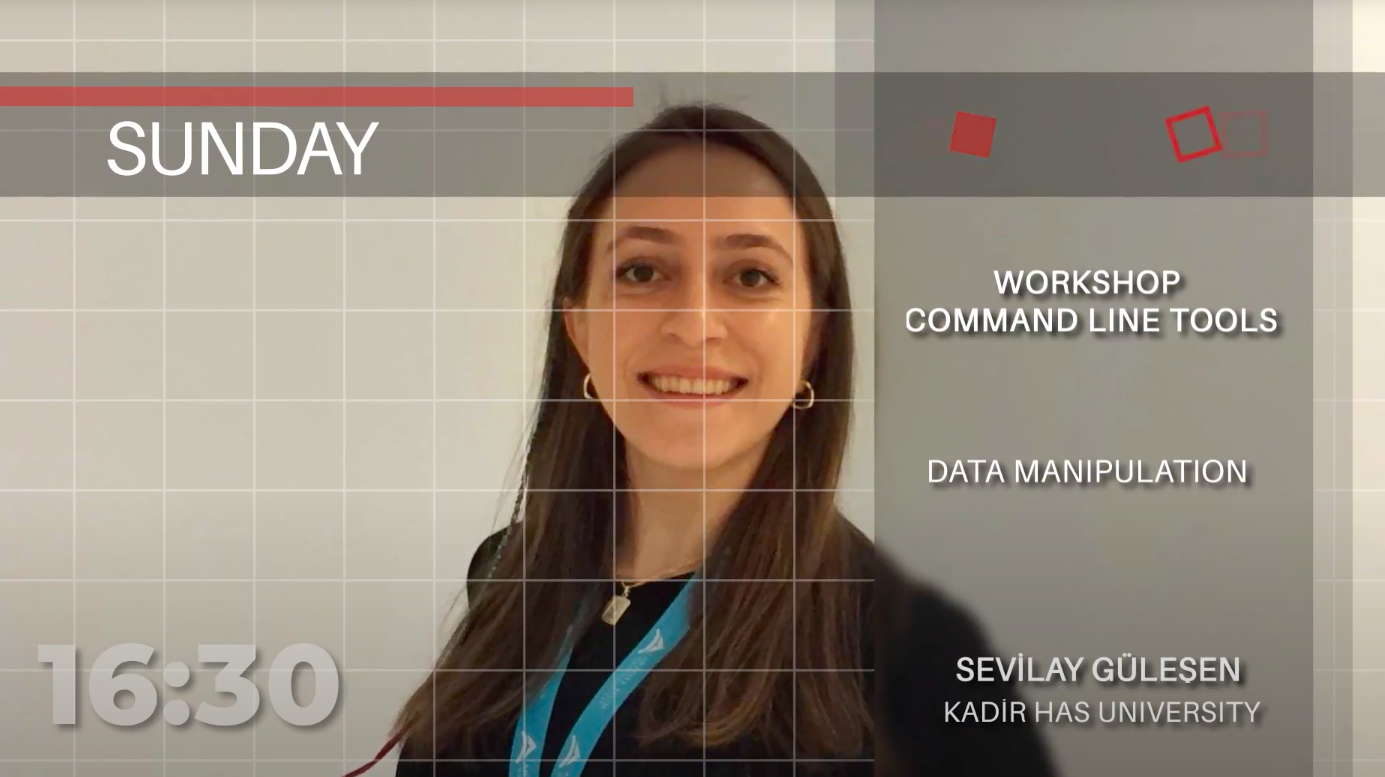 SUNDAY
WORKSHOP
COMMAND LINE TOOLS
DATA MANIPULATION
16:30
SEVİLAY GÜLEŞEN
KADİR HAS UNIVERSITY